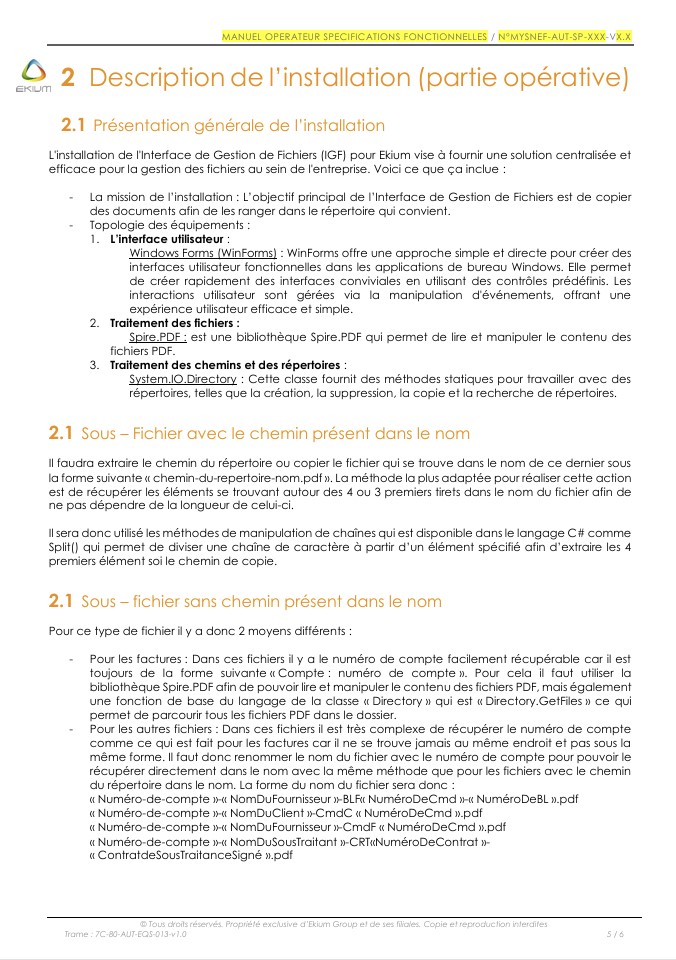 MANUEL OPERATEUR SPECIFICATIONS FONCTIONNELLES / N°MYSNEF-AUT-SP-XXX-VX.X
EKIUM
2 Description de l'installation (partie opérative)
2.1 Présentation générale de l'installation
L'installation de l'Interface de Gestion de Fichiers (IGF) pour Ekium vise à fournir une solution centralisée et
efficace pour la gestion des fichiers au sein de l'entreprise. Voici ce que ça inclue :
- La mission de l'installation : L'objectif principal de l'Interface de Gestion de Fichiers est de copier
des documents afin de les ranger dans le répertoire qui convient.
- Topologie des équipements :
1. L'interface utilisateur :
Windows Forms (WinForms) : WinForms offre une approche simple et directe pour créer des
interfaces utilisateur fonctionnelles dans les applications de bureau Windows. Elle permet
de créer rapidement des interfaces conviviales en utilisant des contrôles prédéfinis. Les
interactions utilisateur sont gérées via la manipulation d'événements, offrant une
expérience utilisateur efficace et simple.
2. Traitement des fichiers :
Spire.PDF : est une bibliothèque Spire.PDF qui permet de lire et manipuler le contenu des
fichiers PDF.
3. Traitement des chemins et des répertoires :
System.IO.Directory : Cette classe fournit des méthodes statiques pour travailler avec des
répertoires, telles que la création, la suppression, la copie et la recherche de répertoires.
2.1 Sous – Fichier avec le chemin présent dans le nom
Il faudra extraire le chemin du répertoire ou copier le fichier qui se trouve dans le nom de ce dernier sous
la forme suivante « chemin-du-repertoire-nom.pdf ». La méthode la plus adaptée pour réaliser cette action
est de récupérer les éléments se trouvant autour des 4 ou 3 premiers tirets dans le nom du fichier afin de
ne pas dépendre de la longueur de celui-ci.
Il sera donc utilisé les méthodes de manipulation de chaînes qui est disponible dans le langage C# comme
Split() qui permet de diviser une chaîne de caractère à partir d'un élément spécifié afin d'extraire les 4
premiers élément soi le chemin de copie.
2.1 Sous – fichier sans chemin présent dans le nom
Pour ce type de fichier il y a donc 2 moyens différents :
- Pour les factures : Dans ces fichiers il y a le numéro de compte facilement récupérable car il est
toujours de la forme suivante « Compte : numéro de compte ». Pour cela il faut utiliser la
bibliothèque Spire.PDF afin de pouvoir lire et manipuler le contenu des fichiers PDF, mais également
une fonction de base du langage de la classe « Directory » qui est « Directory.GetFiles » ce qui
permet de parcourir tous les fichiers PDF dans le dossier.
- Pour les autres fichiers : Dans ces fichiers il est très complexe de récupérer le numéro de compte
comme ce qui est fait pour les factures car il ne se trouve jamais au même endroit et pas sous la
même forme. Il faut donc renommer le nom du fichier avec le numéro de compte pour pouvoir le
récupérer directement dans le nom avec la même méthode que pour les fichiers avec le chemin
du répertoire dans le nom. La forme du nom du fichier sera donc :
« Numéro-de-compte »-« NomDuFournisseur »-BLF« NuméroDeCmd »-« NuméroDeBL ».pdf
« Numéro-de-compte »-« NomDuClient »-CmdC « NuméroDeCmd ».pdf
« Numéro-de-compte »-« NomDuFournisseur »-CmdF « NuméroDeCmd ».pdf
« Numéro-de-compte »-« NomDuSousTraitant »-CRT«NuméroDeContrat »-
« ContratdeSousTraitanceSigné ».pdf
© Tous droits réservés. Propriété exclusive d'Ekium Group et de ses filiales. Copie et reproduction interdites
Trame : 7C-80-AUT-EQS-013-v1.0 5 / 6